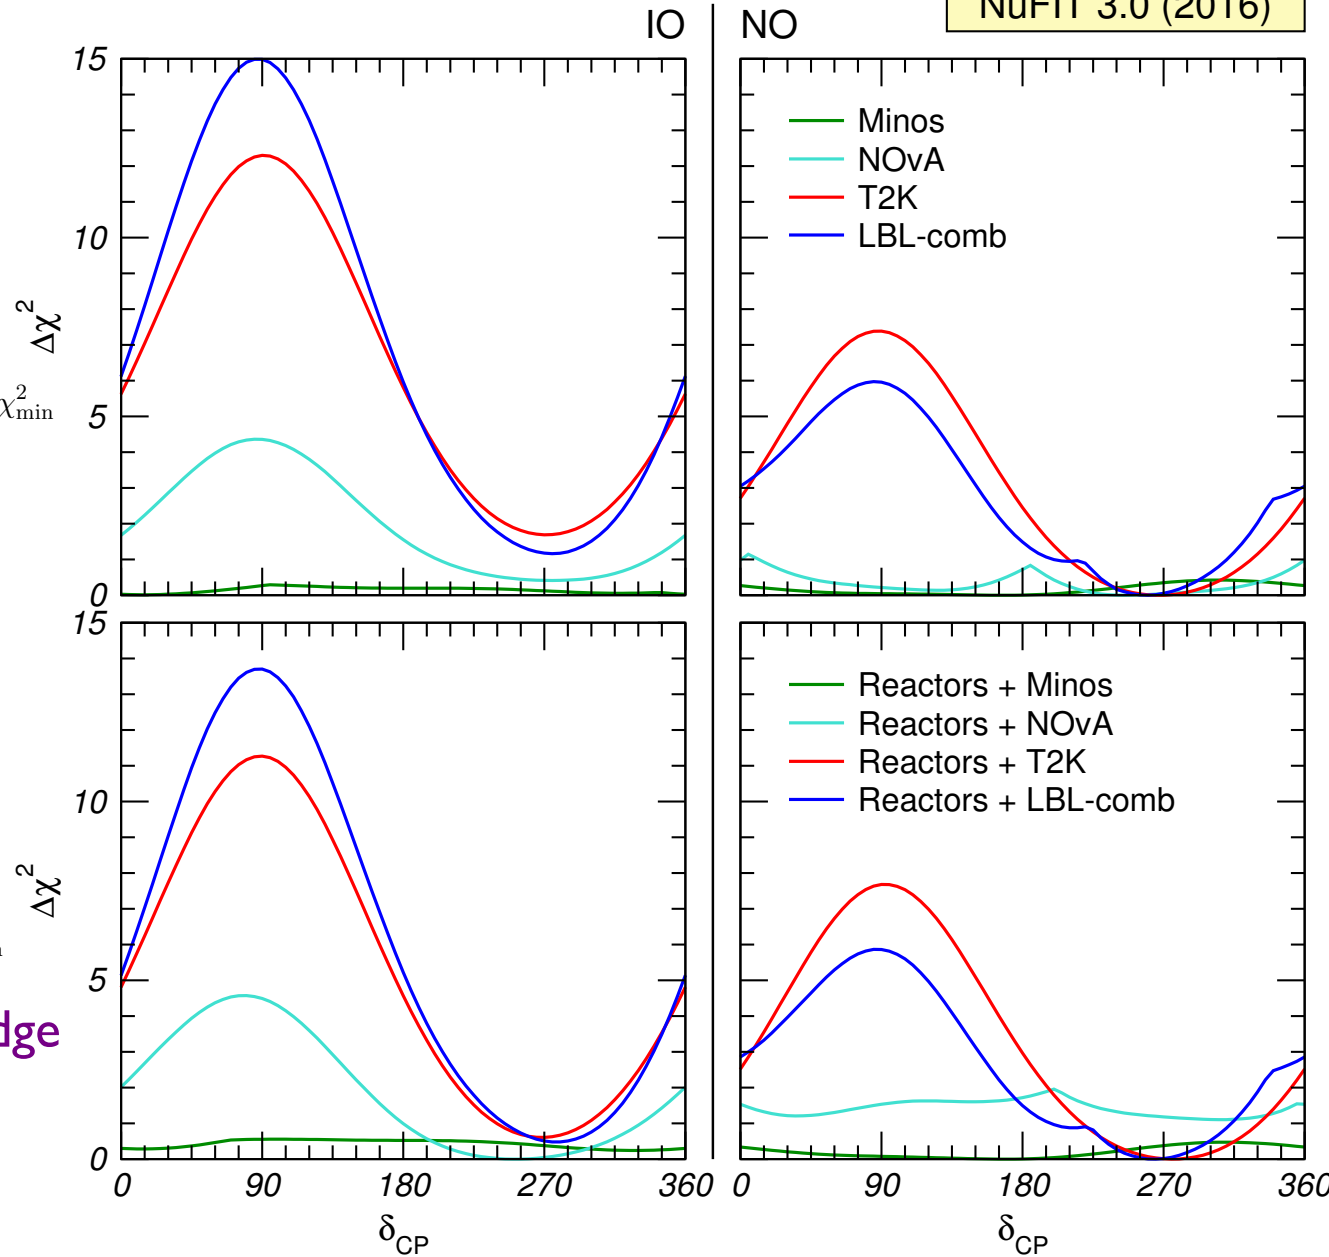 NuFIT 3.0 (2016)
IO
NO
15
10
5
0
Δχ²
χ²min
Minos
NOvA
T2K
LBL-comb
15
10
5
0
Δχ²
dge
Reactors + Minos
Reactors + NOvA
Reactors + T2K
Reactors + LBL-comb
0 90 180 270 360
0 90 180 270 360
δCP
δCP